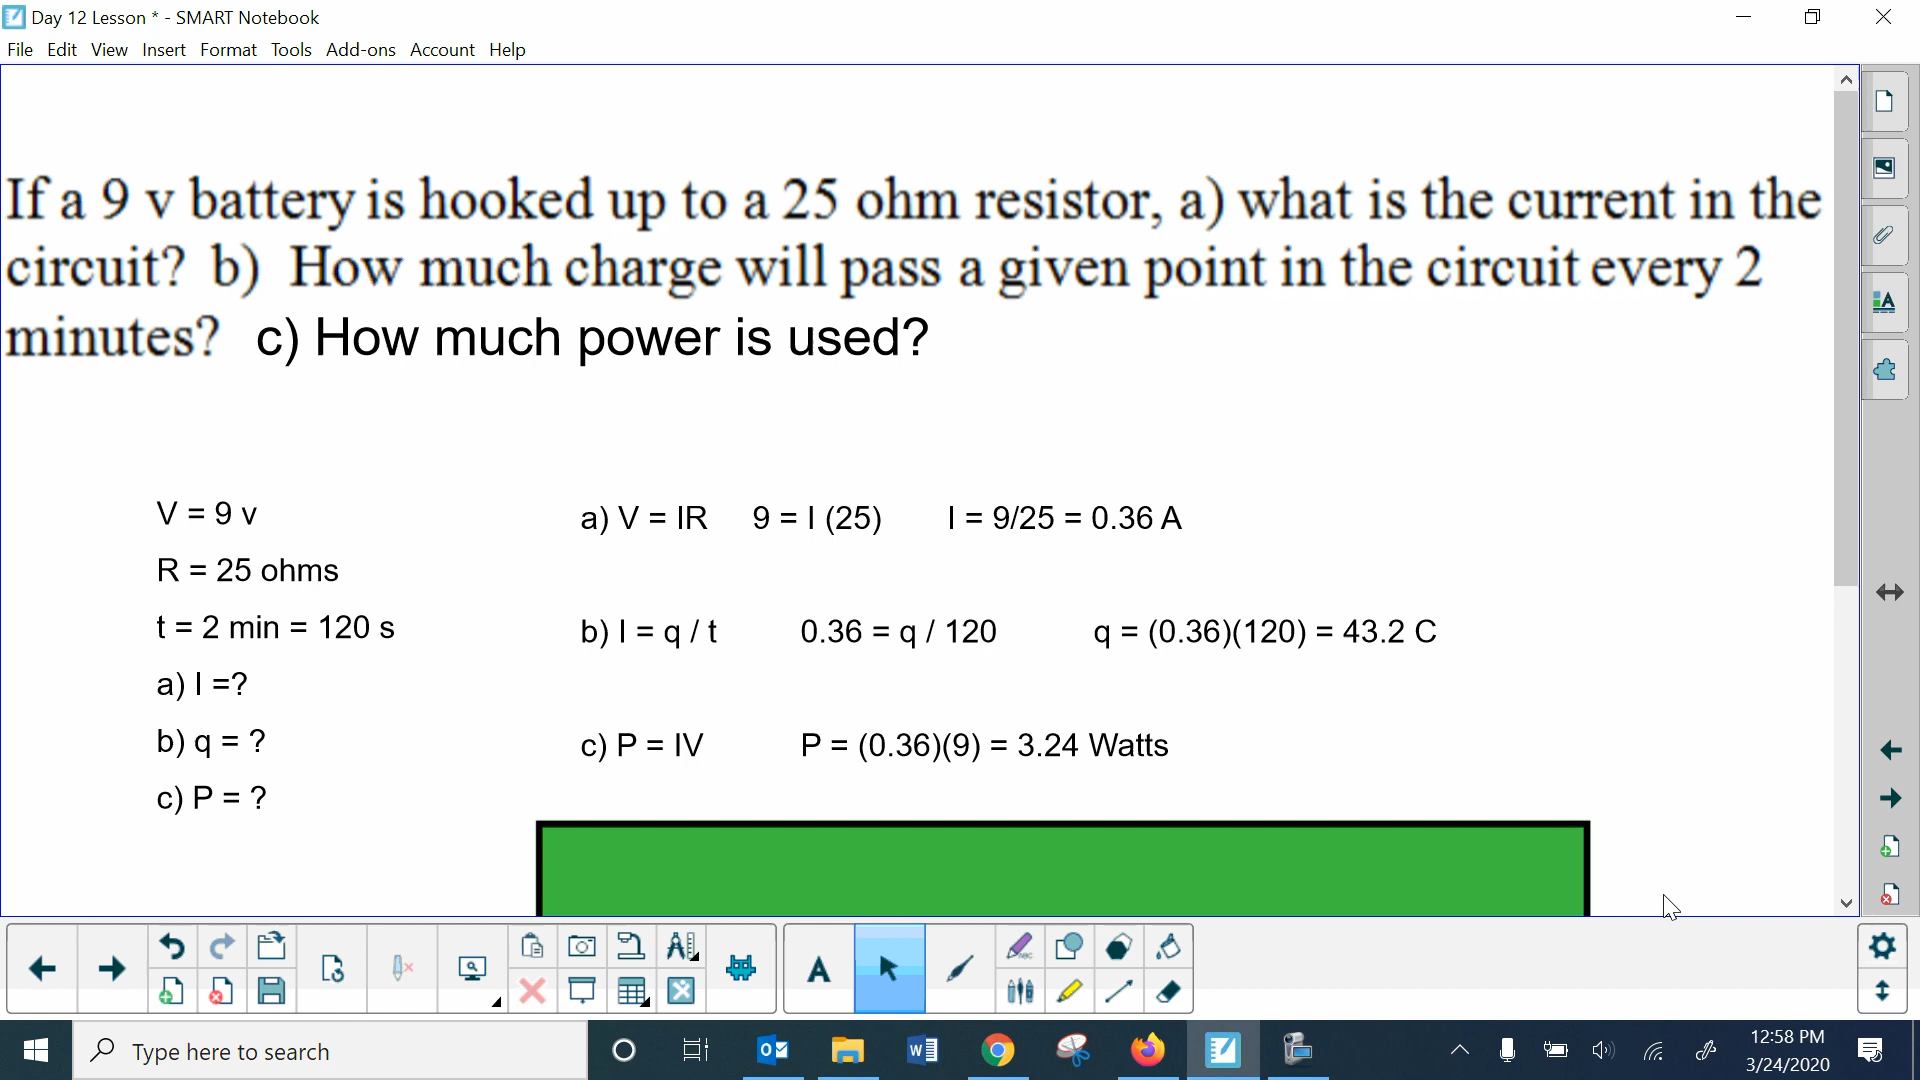 Day 12 Lesson * - SMART Notebook
File Edit View Insert Format Tools Add-ons Account Help
If a 9 v battery is hooked up to a 25 ohm resistor, a) what is the current in the
circuit? b) How much charge will pass a given point in the circuit every 2
minutes? c) How much power is used?
V = 9 v
R = 25 ohms
t = 2 min = 120 s
a) I =?
b) q = ?
c) P = ?
a) V = IR 9 = I (25) I = 9/25 = 0.36 A
b) I = q / t 0.36 = q / 120 q = (0.36)(120) = 43.2 C
c) P = IV P = (0.36)(9) = 3.24 Watts
Type here to search
12:58 PM
3/24/2020